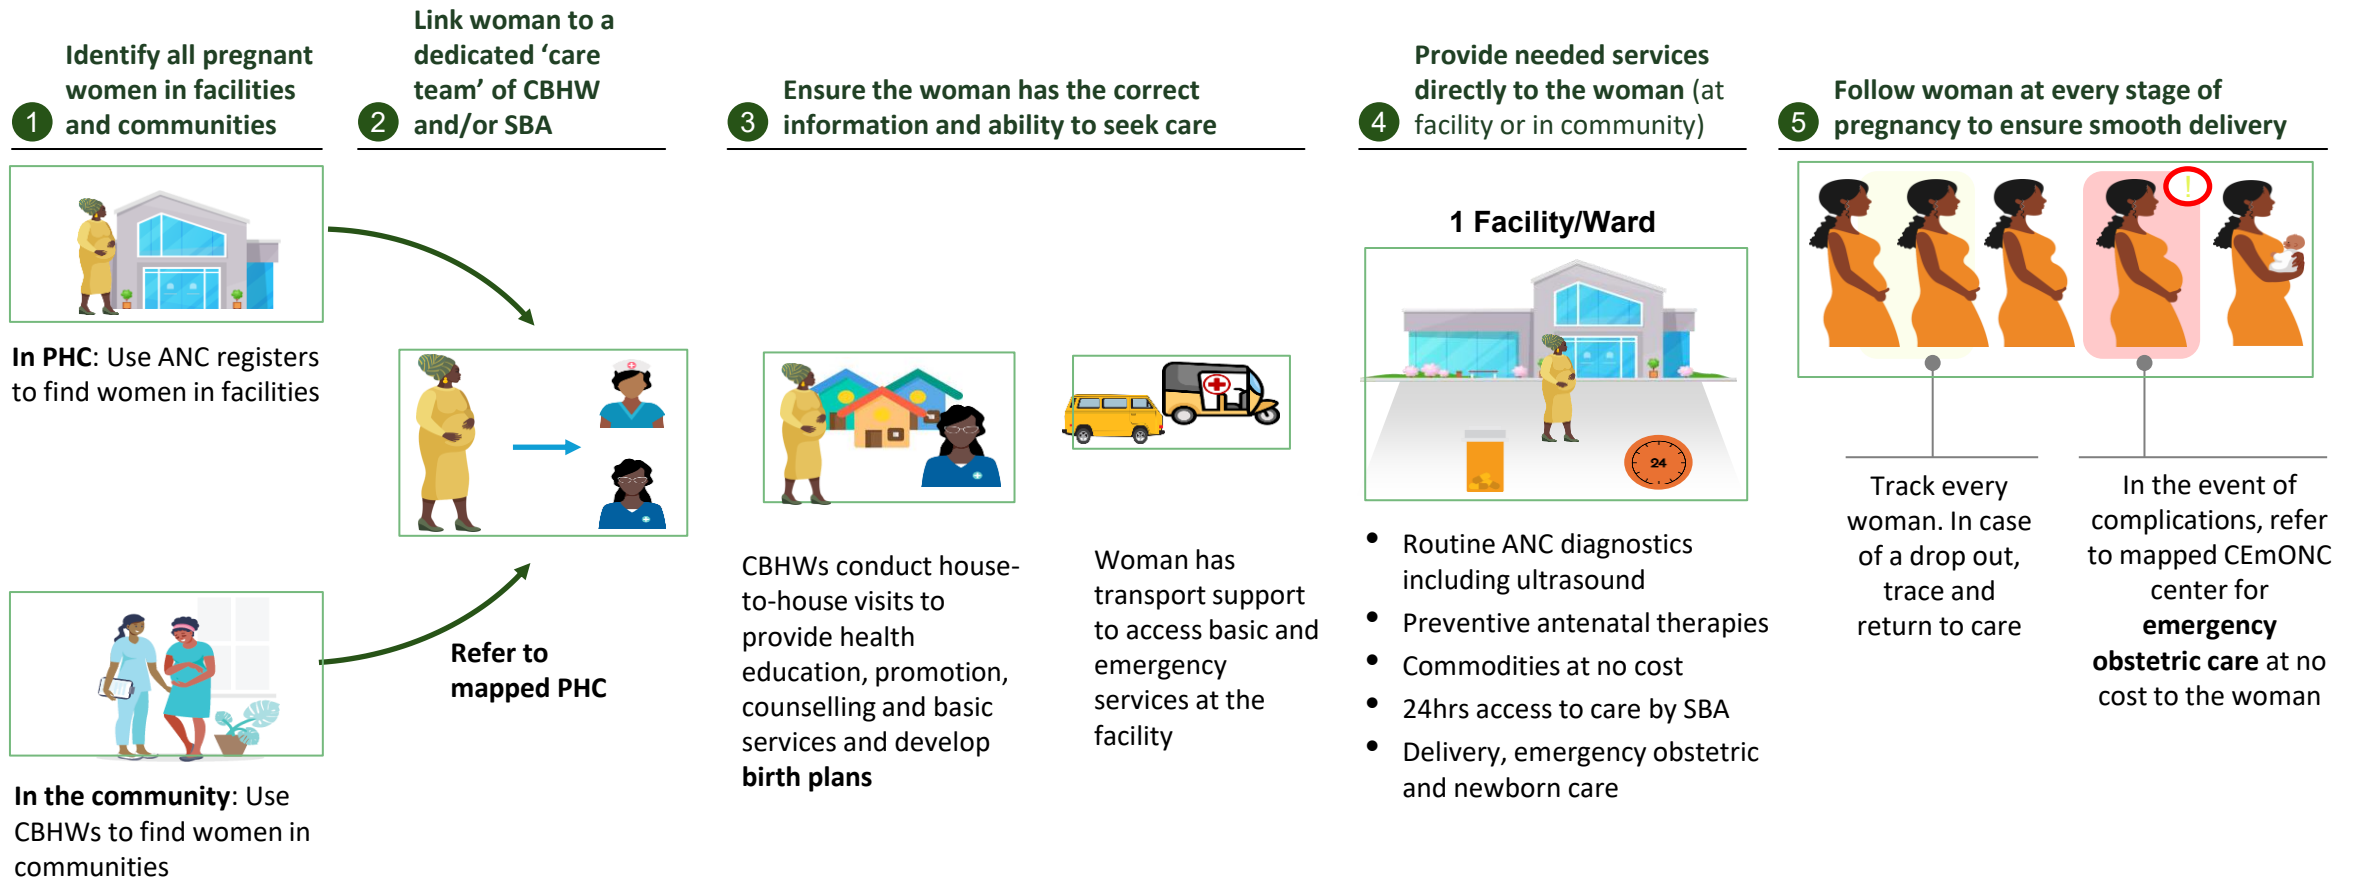 1
Identify all pregnant
women in facilities
and communities
In PHC: Use ANC registers
to find women in facilities
In the community: Use
CBHWs to find women in
communities
2
Link woman to a
dedicated ‘care
team’ of CBHW
and/or SBA
Refer to
mapped PHC
3
Ensure the woman has the correct
information and ability to seek care
CBHWs conduct house-
to-house visits to
provide health
education, promotion,
counselling and basic
services and develop
birth plans
Woman has
transport support
to access basic and
emergency
services at the
facility
4
Provide needed services
directly to the woman (at
facility or in community)
1 Facility/Ward
24
• Routine ANC diagnostics
including ultrasound
• Preventive antenatal therapies
• Commodities at no cost
• 24hrs access to care by SBA
• Delivery, emergency obstetric
and newborn care
5
Follow woman at every stage of
pregnancy to ensure smooth delivery
!
Track every
woman. In case
of a drop out,
trace and
return to care
In the event of
complications, refer
to mapped CEmONC
center for
emergency
obstetric care at no
cost to the woman